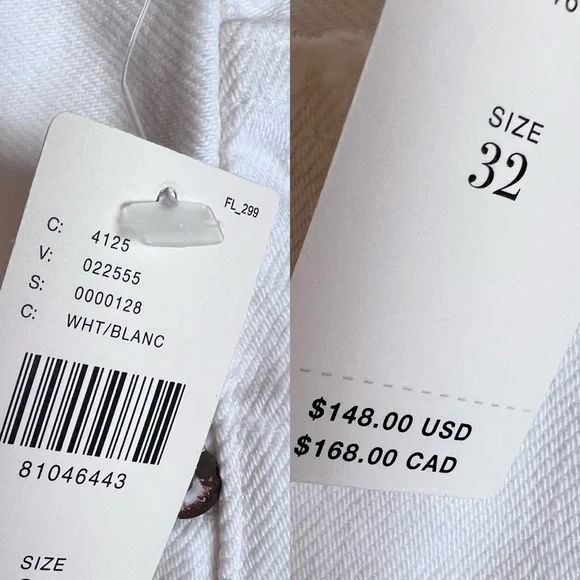 FL_299
C: 4125
V: 022555
S: 0000128
C: WHT/BLANC
81046443
SIZE
SIZE
32
$148.00 USD
$168.00 CAD